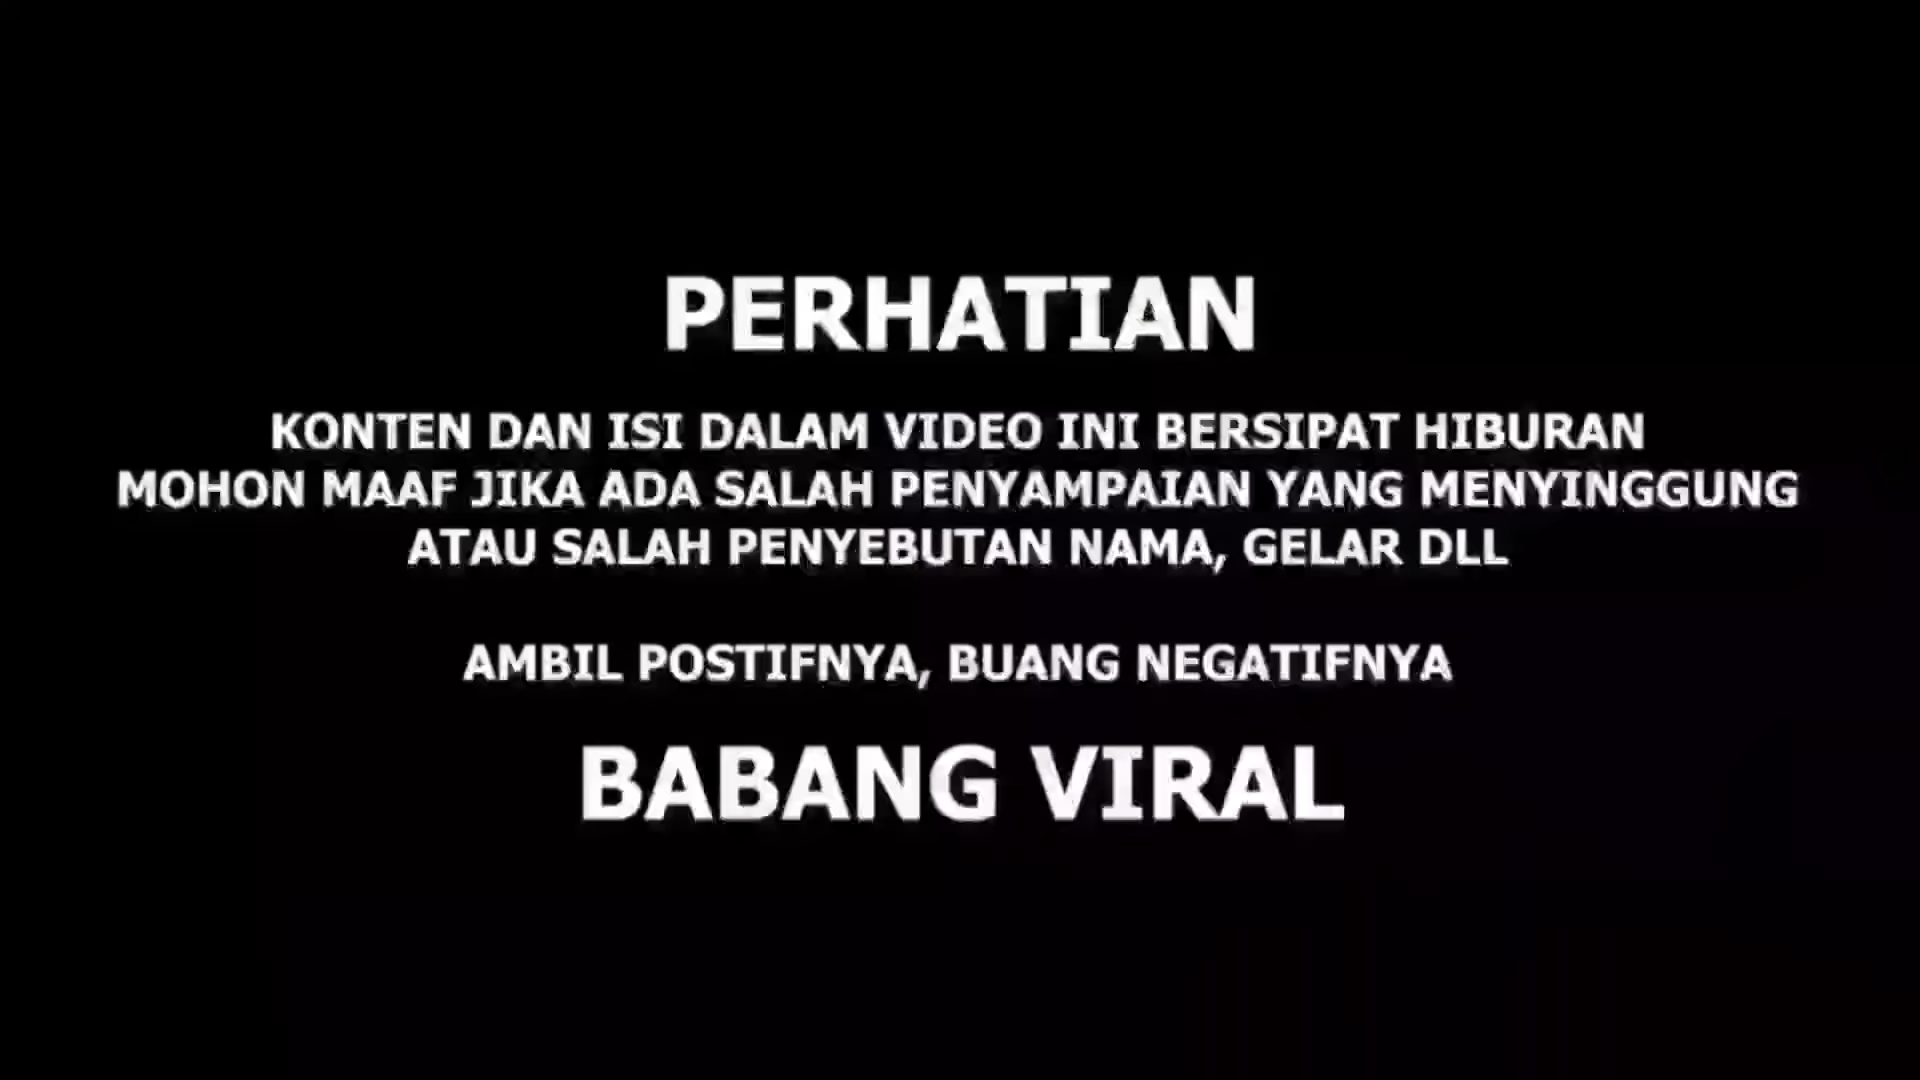 PERHATIAN
KONTEN DAN ISI DALAM VIDEO INI BERSIPAT HIBURAN
MOHON MAAF JIKA ADA SALAH PENYAMPAIAN YANG MENYINGGUNG
ATAU SALAH PENYEBUTAN NAMA, GELAR DLL
AMBIL POSTIFNYA, BUANG NEGATIFNYA
BABANG VIRAL